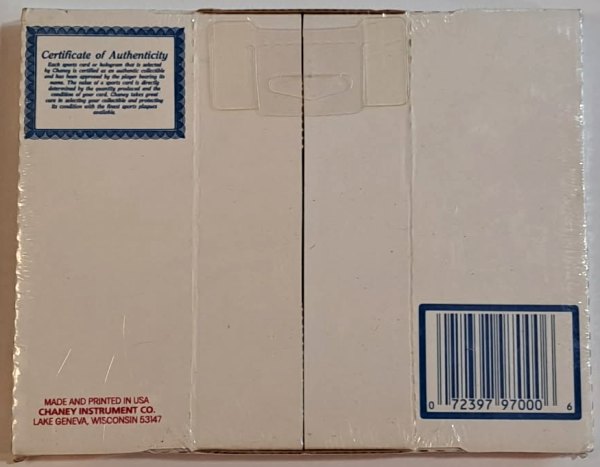 Certificate of Authenticity
Each sports card or hologram that is selected
by Chaney is certified as an authentic collectible
and has been approved by the player bearing its
name. The value of a sports card is directly
determined by the quantity produced and the
condition of your card. Chaney takes great
care in selecting your collectible and protecting
its condition with the finest sports plaques
available.
MADE AND PRINTED IN USA
CHANEY INSTRUMENT CO.
LAKE GENEVA, WISCONSIN 53147
0 72397 97000 6